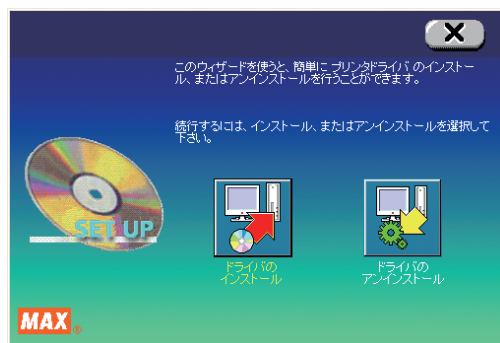 このウィザードを使うと、簡単に プリンタドライバ のインストー
ル、またはアンインストールを行うことができます。
続行するには、インストール、またはアンインストールを選択して
下さい。
SET UP
ドライバの
インストール
ドライバの
アンインストール
MAX®